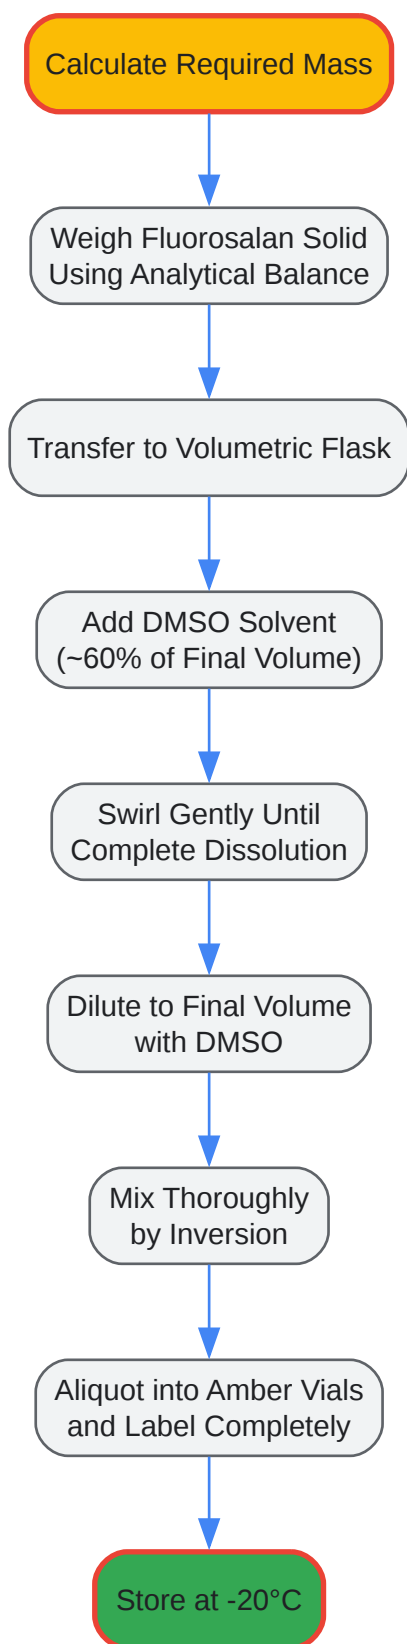 Calculate Required Mass
Weigh Fluorosalan Solid
Using Analytical Balance
Transfer to Volumetric Flask
Add DMSO Solvent
(~60% of Final Volume)
Swirl Gently Until
Complete Dissolution
Dilute to Final Volume
with DMSO
Mix Thoroughly
by Inversion
Aliquot into Amber Vials
and Label Completely
Store at -20°C